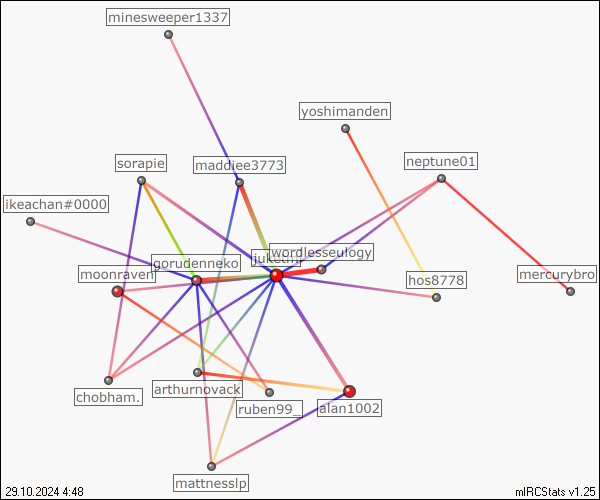 minesweeper1337
yoshimanden
sorapie
maddiee3773
neptune01
ikeachan#0000
wordlesseulogy
gorudenneko
moonraven
hos8778
mercurybro
chobham.
arthurnovack
ruben99_
alan1002
mattnesslp
29.10.2024 4:48
mIRCStats v1.25